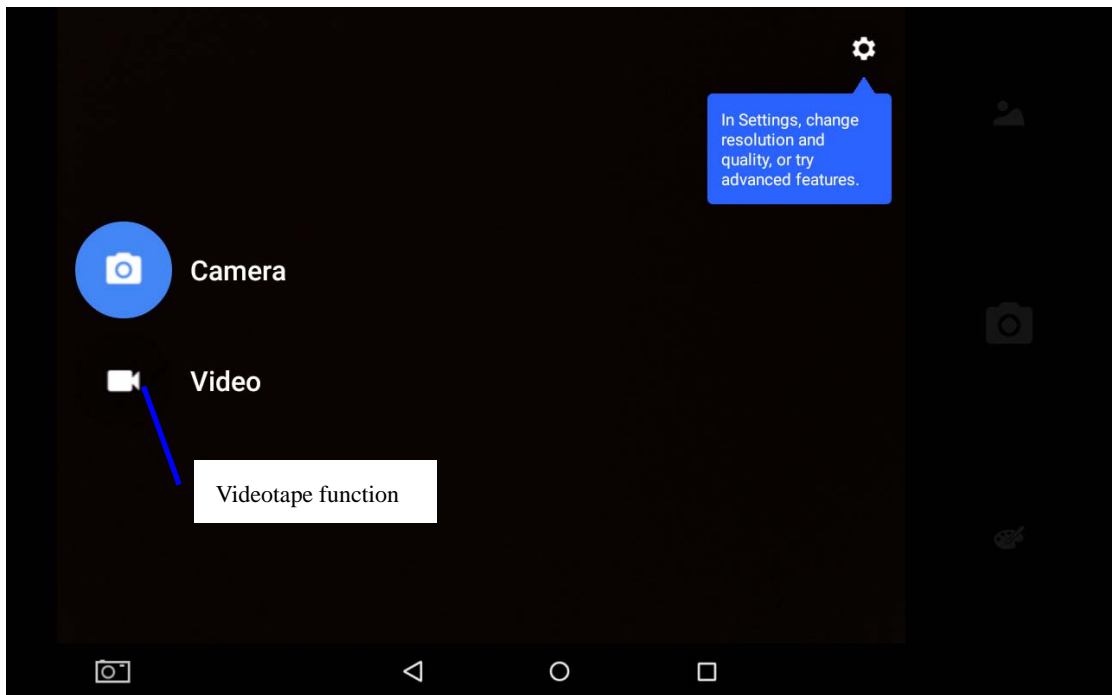 In Settings, change
resolution and
quality, or try
advanced features.
Camera
Video
Videotape function